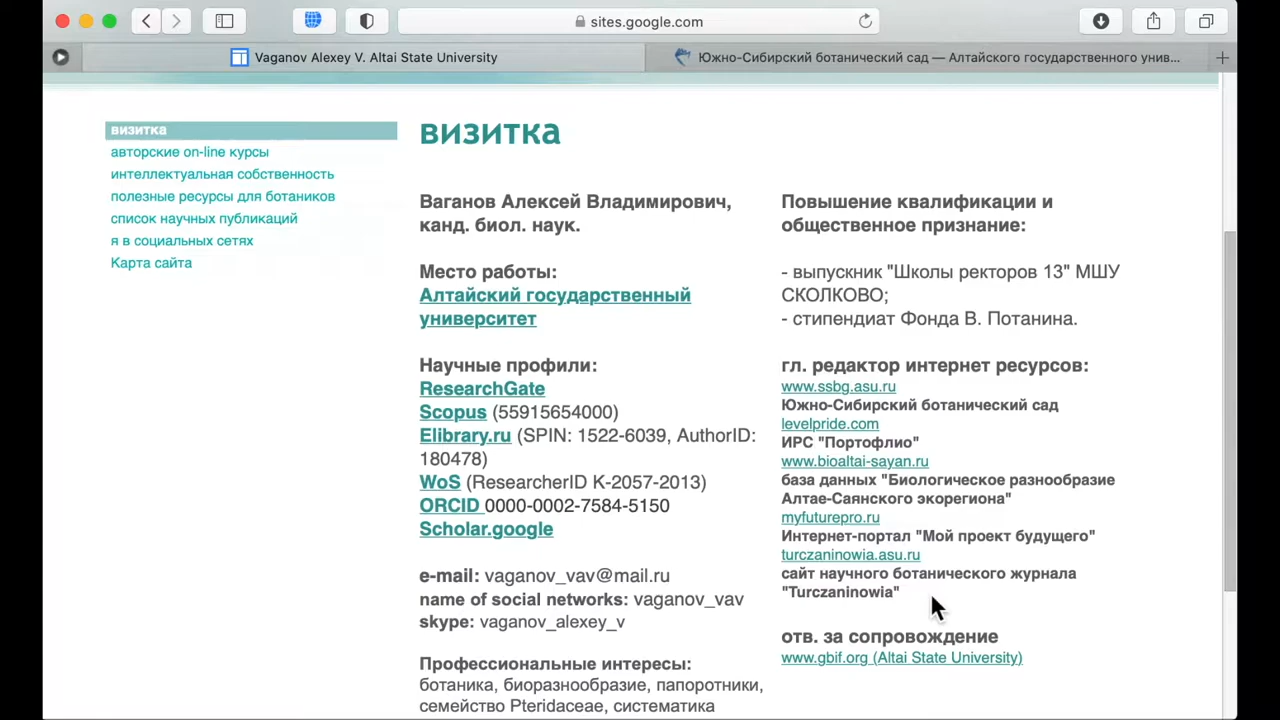 sites.google.com
Vaganov Alexey V. Altai State University
Южно-Сибирский ботанический сад — Алтайского государственного унив...
визитка
авторские on-line курсы
интеллектуальная собственность
полезные ресурсы для ботаников
список научных публикаций
я в социальных сетях
Карта сайта
визитка
Ваганов Алексей Владимирович,
канд. биол. наук.
Место работы:
Алтайский государственный
университет
Научные профили:
ResearchGate
Scopus (55915654000)
Elibrary.ru (SPIN: 1522-6039, AuthorID:
180478)
WoS (ResearcherID K-2057-2013)
ORCID 0000-0002-7584-5150
Scholar.google
e-mail: vaganov_vav@mail.ru
name of social networks: vaganov_vav
skype: vaganov_alexey_v
Профессиональные интересы:
ботаника, биоразнообразие, папоротники,
семейство Pteridaceae, систематика
Повышение квалификации и
общественное признание:
- выпускник "Школы ректоров 13" МШУ
СКОЛКОВО;
- стипендиат Фонда В. Потанина.
гл. редактор интернет ресурсов:
www.ssbg.asu.ru
Южно-Сибирский ботанический сад
levelpride.com
ИРС "Портофлио"
www.bioaltai-sayan.ru
база данных "Биологическое разнообразие
Алтае-Саянского экорегиона"
myfuturepro.ru
Интернет-портал "Мой проект будущего"
turczaninowia.asu.ru
сайт научного ботанического журнала
"Turczaninowia"
отв. за сопровождение
www.gbif.org (Altai State University)